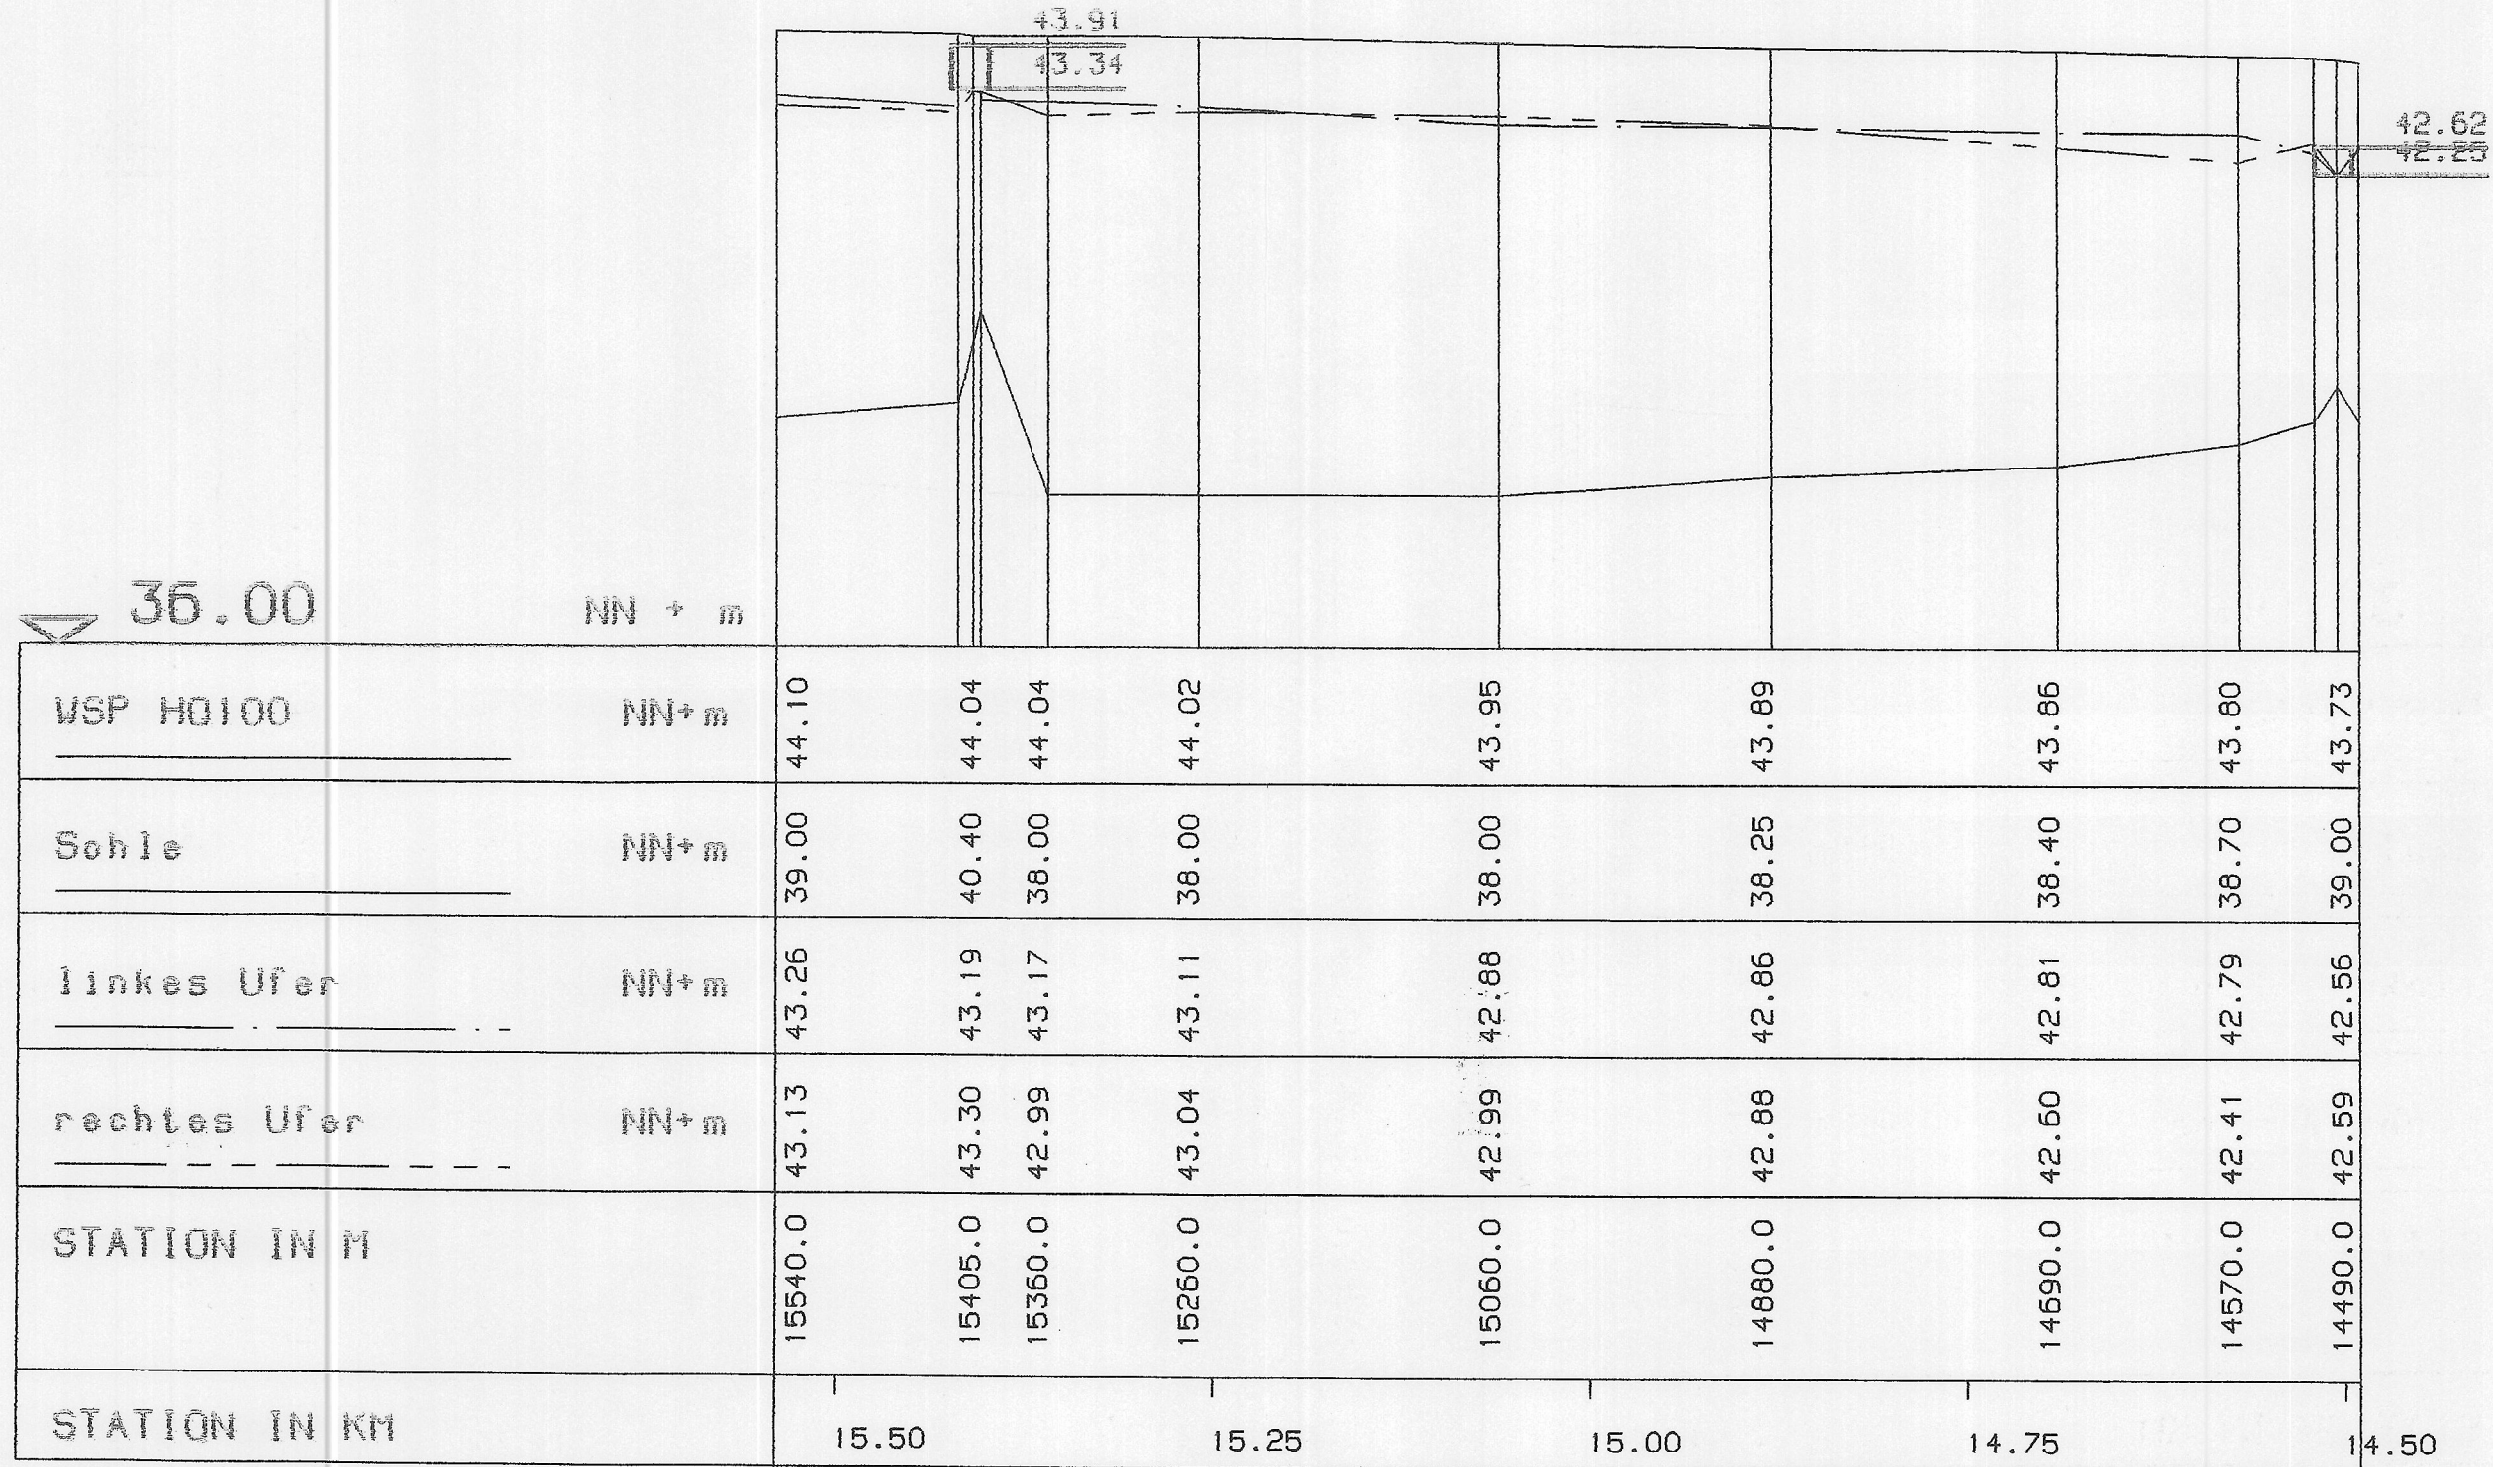 43.91
43.34
42.62
42.25
36.00 NN + m
WSP HQ100 NN+m 44.10 44.04 44.04 44.02 43.95 43.89 43.86 43.80 43.73
Sohle NN+m 39.00 40.40 38.00 38.00 38.00 38.25 38.40 38.70 39.00
linkes Ufer NN+m 43.26 43.19 43.17 43.11 42.88 42.86 42.81 42.79 42.56
rechtes Ufer NN+m 43.13 43.30 42.99 43.04 42.99 42.88 42.60 42.41 42.59
STATION IN M 15540.0 15405.0 15360.0 15260.0 15060.0 14880.0 14690.0 14570.0 14490.0
STATION IN KM 15.50 15.25 15.00 14.75 14.50